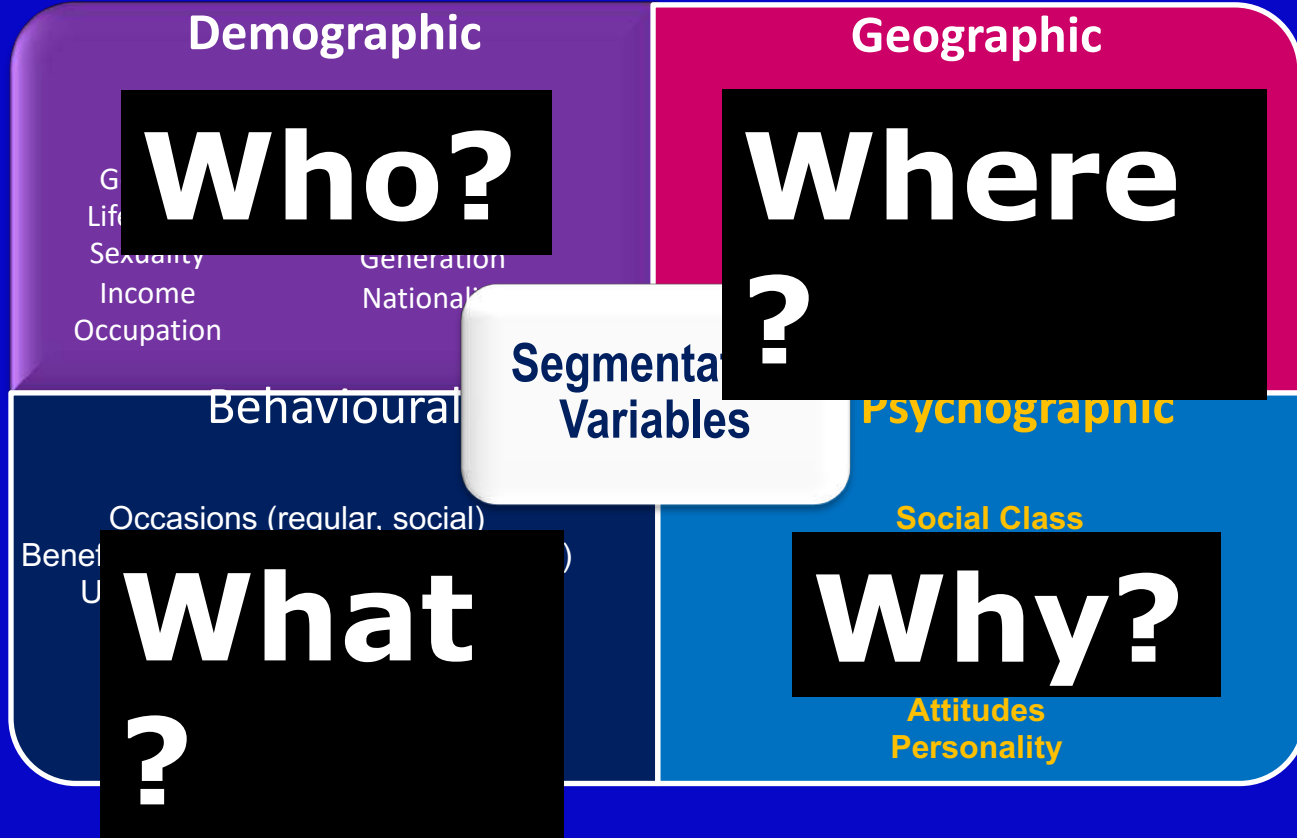 Demographic
Who?
Sexuality
Generation
Income
Occupation
Geographic
Where
?
Segmenta
Variables
Behavioural
Occasions (regular, social)
What
?
Psychographic
Social Class
Why?
Attitudes
Personality